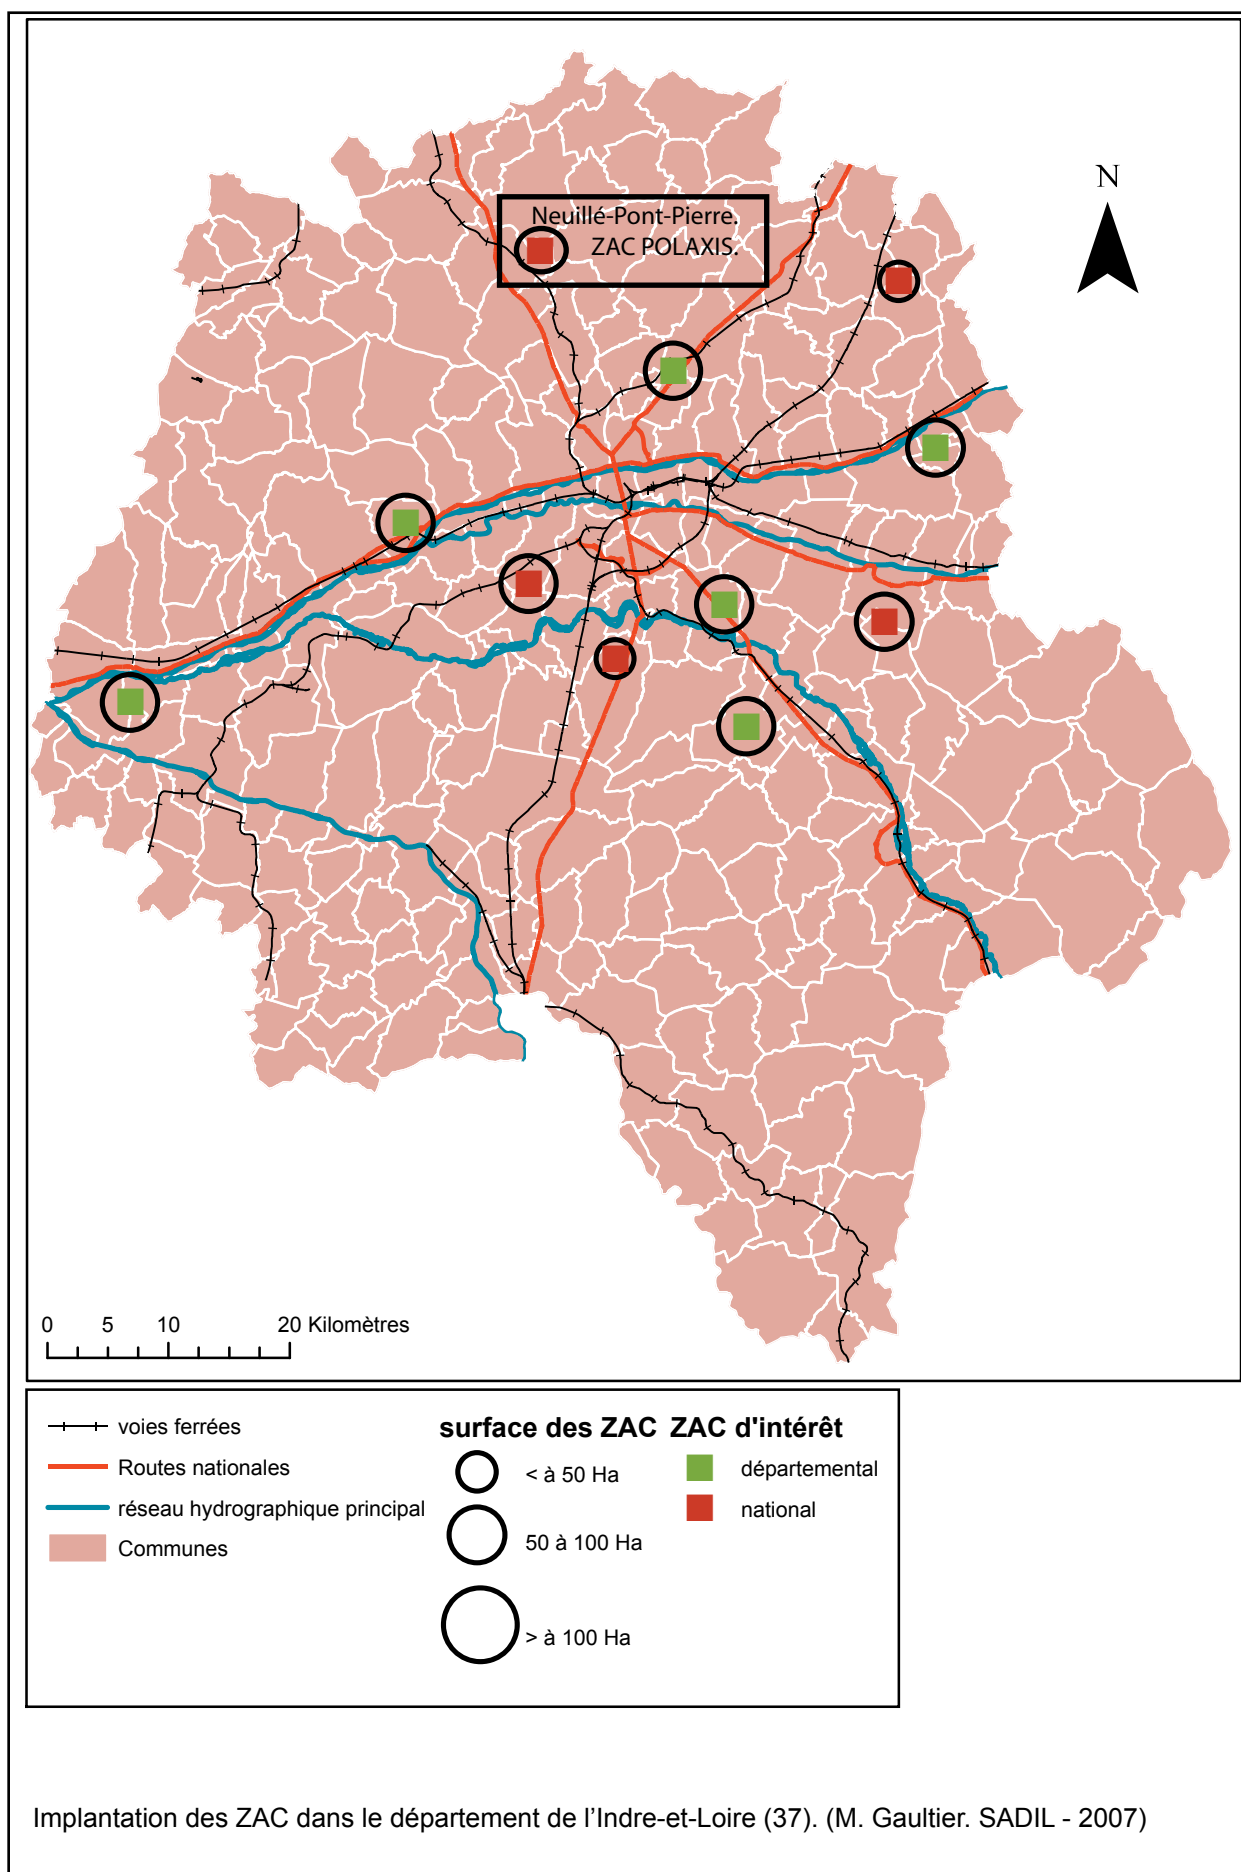 Neuillé-Pont-Pierre.
ZAC POLAXIS.
N
0 5 10 20 Kilomètres
voies ferrées
Routes nationales
réseau hydrographique principal
Communes
surface des ZAC
< à 50 Ha
50 à 100 Ha
> à 100 Ha
ZAC d'intérêt
départemental
national
Implantation des ZAC dans le département de l’Indre-et-Loire (37). (M. Gaultier. SADIL - 2007)